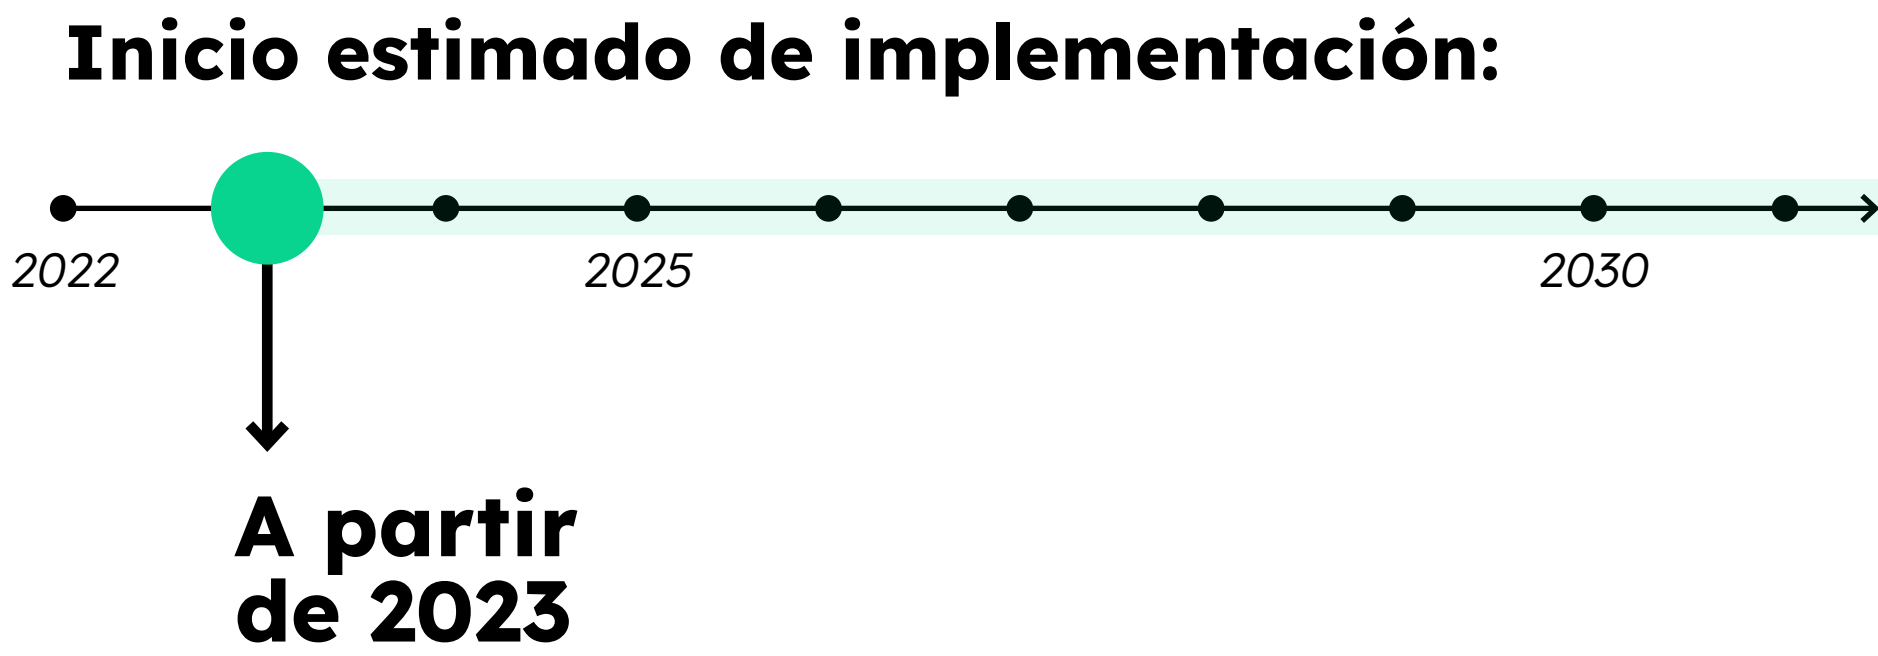 Inicio estimado de implementación:
2022
2025
2030
A partir
de 2023